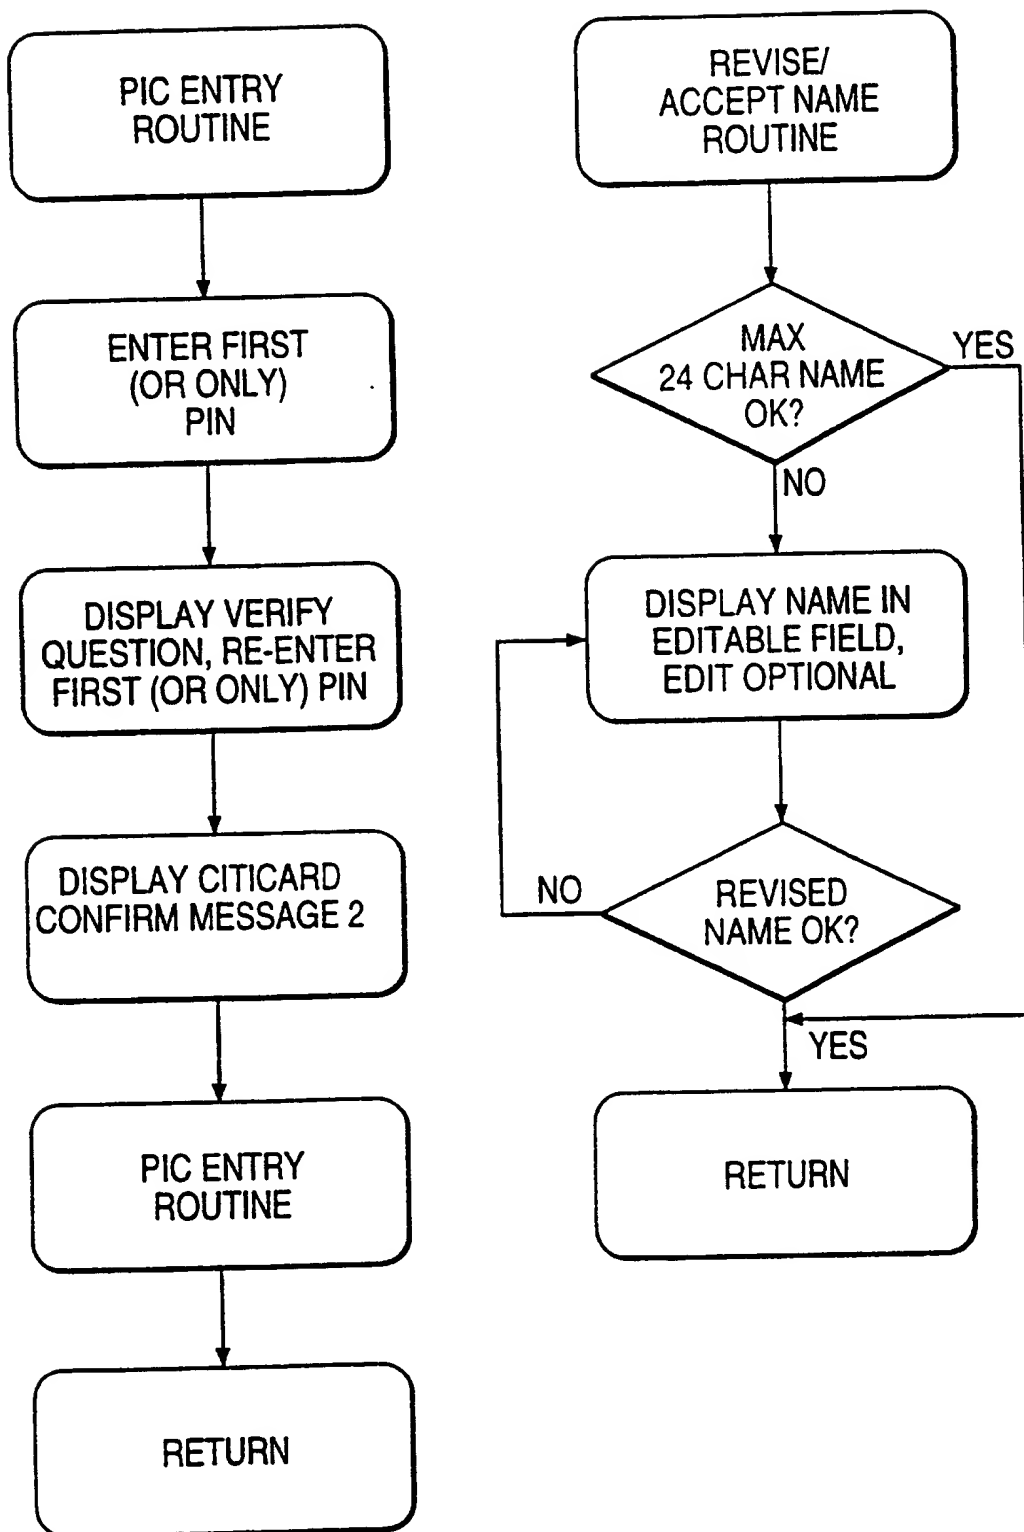 PIC ENTRY
ROUTINE
ENTER FIRST
(OR ONLY)
PIN
DISPLAY VERIFY
QUESTION, RE-ENTER
FIRST (OR ONLY) PIN
DISPLAY CITICARD
CONFIRM MESSAGE 2
PIC ENTRY
ROUTINE
RETURN
REVISE/
ACCEPT NAME
ROUTINE
MAX
24 CHAR NAME
OK?
YES
NO
DISPLAY NAME IN
EDITABLE FIELD,
EDIT OPTIONAL
REVISED
NAME OK?
NO
YES
RETURN